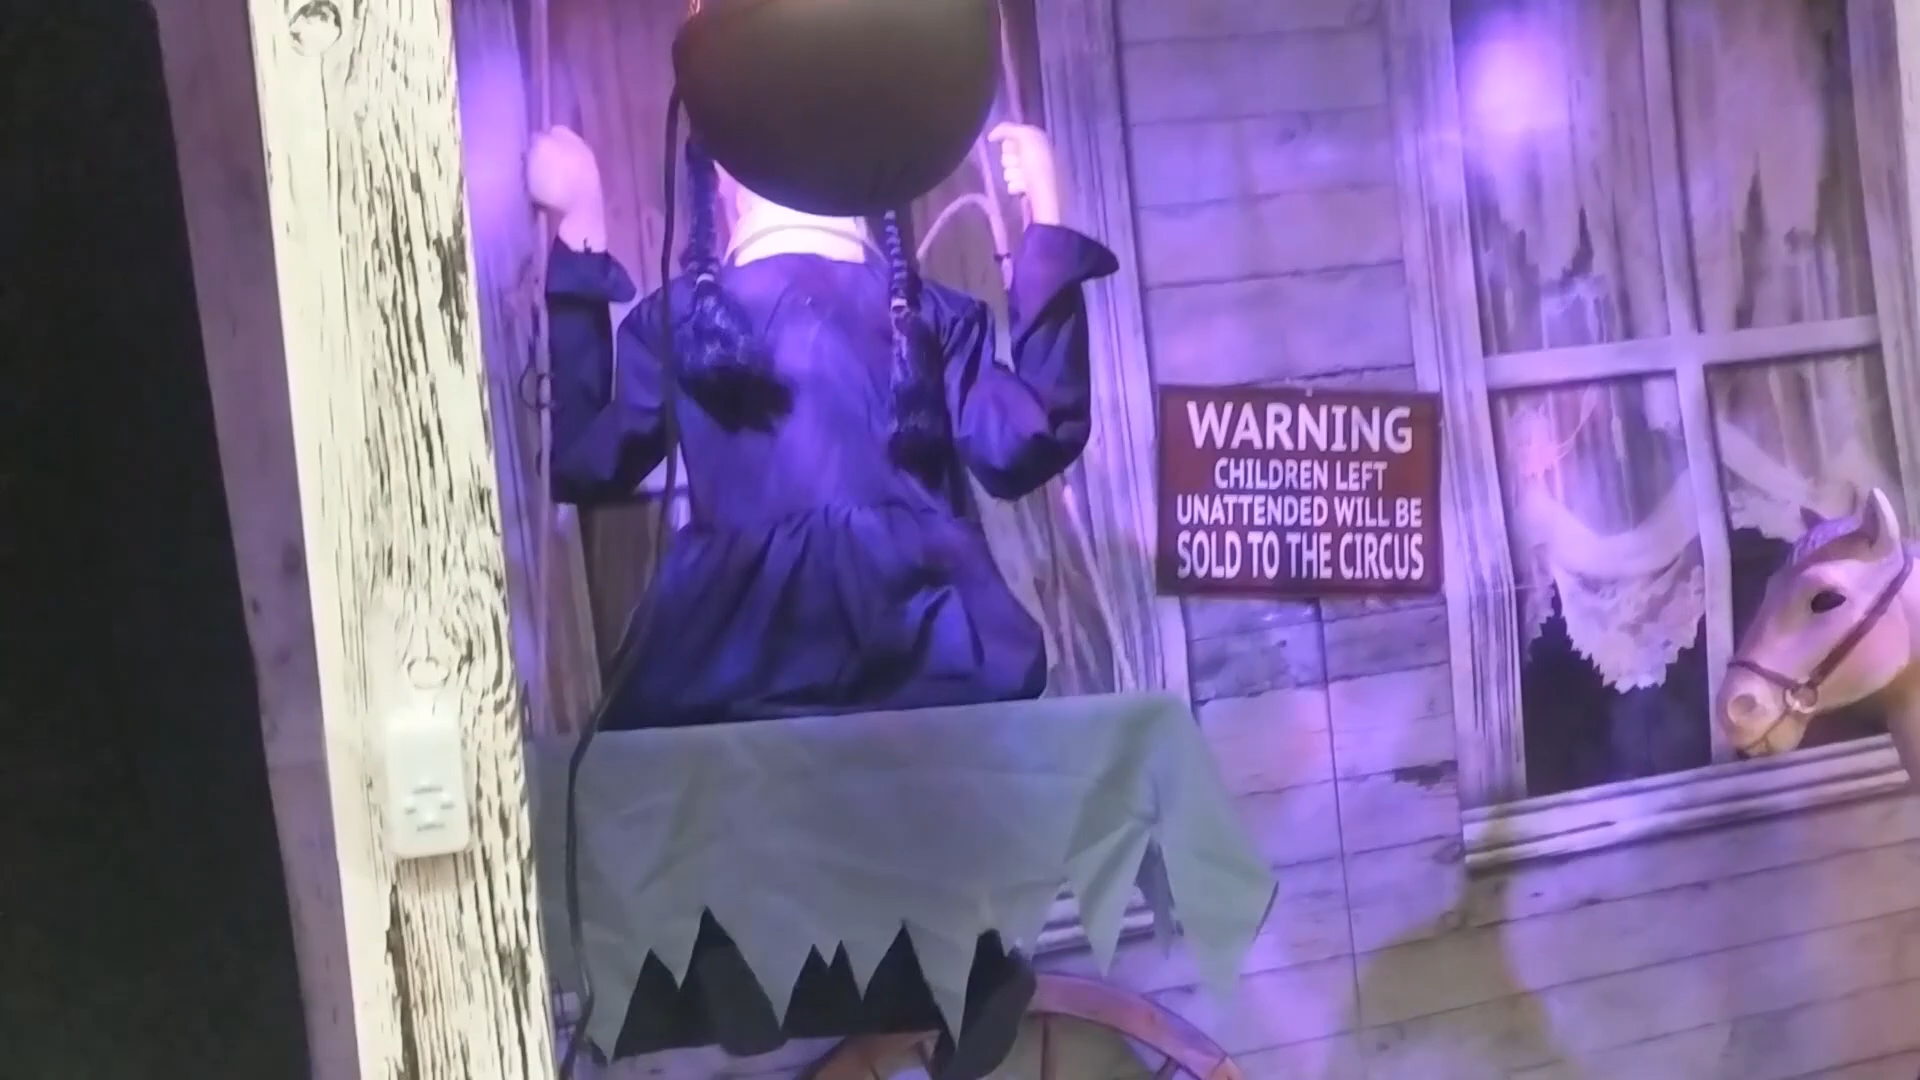 WARNING
CHILDREN LEFT
UNATTENDED WILL BE
SOLD TO THE CIRCUS